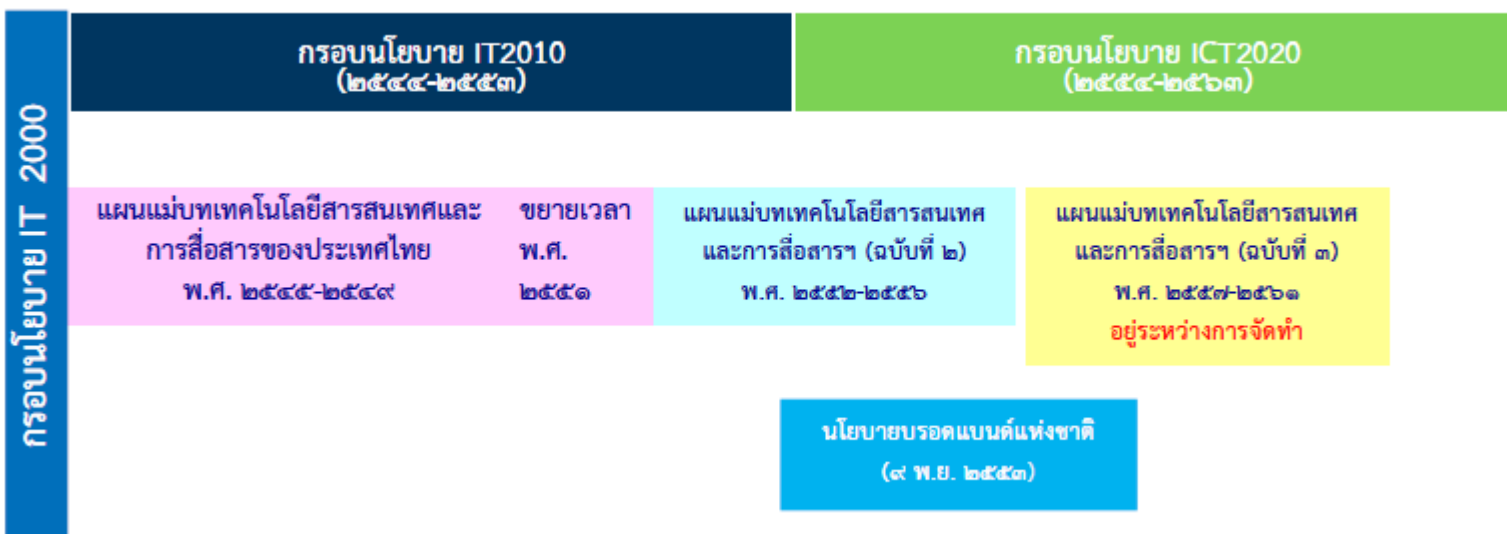 กรอบนโยบาย IT 2000
กรอบนโยบาย IT2010
(๒๕๔๔-๒๕๕๓)
กรอบนโยบาย ICT2020
(๒๕๕๔-๒๕๖๓)
แผนแม่บทเทคโนโลยีสารสนเทศและ
การสื่อสารของประเทศไทย
พ.ศ. ๒๕๔๕-๒๕๔๙
ขยายเวลา
พ.ศ.
๒๕๕๑
แผนแม่บทเทคโนโลยีสารสนเทศ
และการสื่อสารฯ (ฉบับที่ ๒)
พ.ศ. ๒๕๕๒-๒๕๕๖
แผนแม่บทเทคโนโลยีสารสนเทศ
และการสื่อสารฯ (ฉบับที่ ๓)
พ.ศ. ๒๕๕๗-๒๕๖๑
อยู่ระหว่างการจัดทำ
นโยบายบรอดแบนด์แห่งชาติ
(๙ พ.ย. ๒๕๕๓)